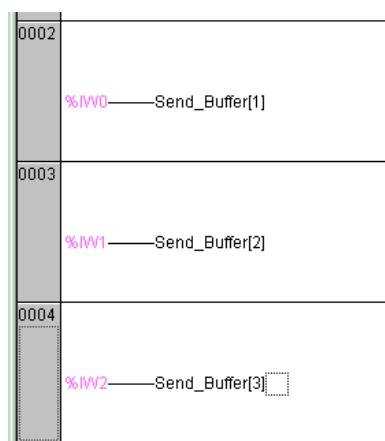 0002
%IW0 Send_Buffer[1]
0003
%IW1 Send_Buffer[2]
0004
%IW2 Send_Buffer[3]